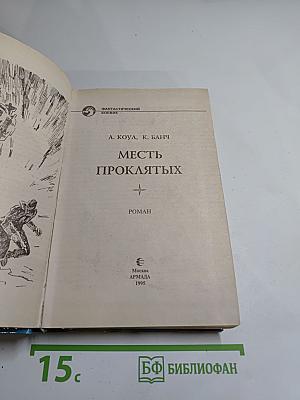 ФАНТАСТИЧЕСКИЙ
БОЕВИК
А. КОУЛ, К. БАНЧ
МЕСТЬ
ПРОКЛЯТЫХ
РОМАН
Москва
АРМАДА
1995
15с
БФ БИБЛИОФАН